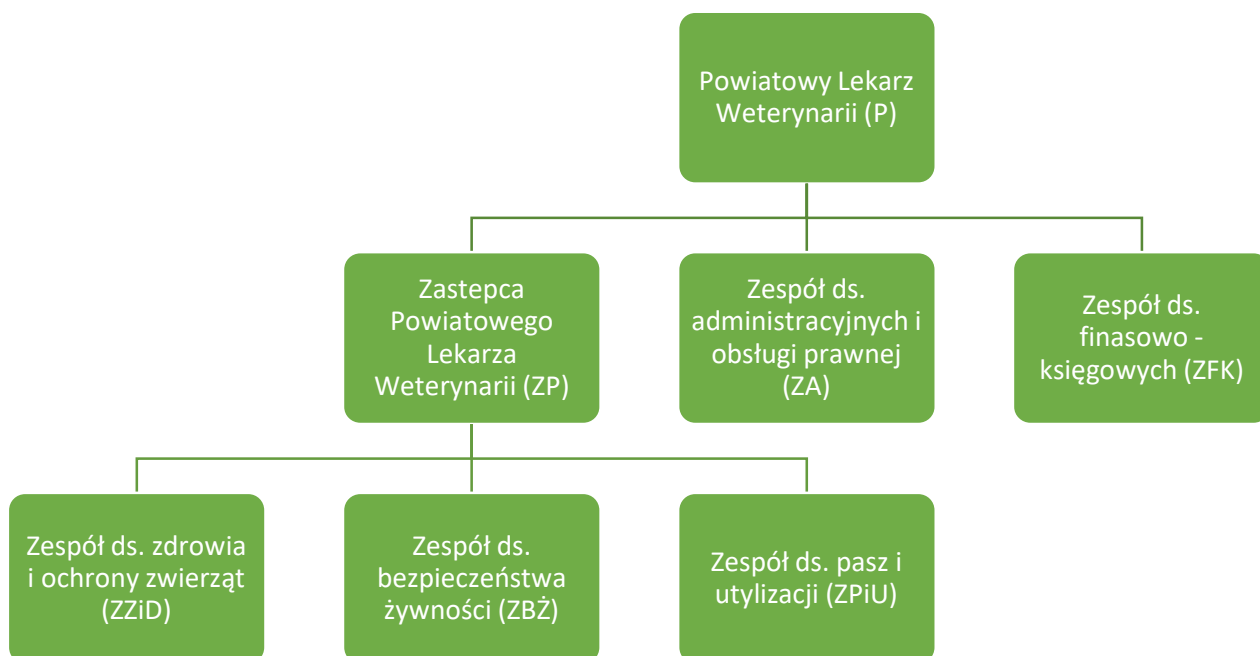 Powiatowy Lekarz
Weterynarii (P)
Zastepca
Powiatowego
Lekarza
Weterynarii (ZP)
Zespół ds.
administracyjnych i
obsługi prawnej
(ZA)
Zespół ds.
finasowo -
księgowych (ZFK)
Zespół ds. zdrowia
i ochrony zwierząt
(ZZiD)
Zespół ds.
bezpieczeństwa
żywności (ZBŻ)
Zespół ds. pasz i
utylizacji (ZPiU)